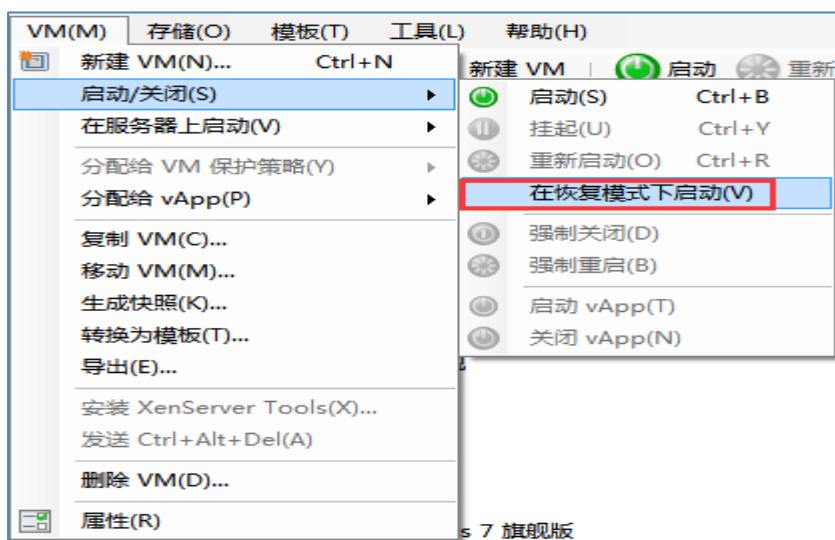 VM(M) 存储(O) 模板(T) 工具(L) 帮助(H)
新建 VM(N)... Ctrl+N
新建 VM 启动 重新
启动/关闭(S)
在服务器上启动(V)
分配给 VM 保护策略(Y)
分配给 vApp(P)
复制 VM(C)...
移动 VM(M)...
生成快照(K)...
转换为模板(T)...
导出(E)...
安装 XenServer Tools(X)...
发送 Ctrl+Alt+Del(A)
删除 VM(D)...
属性(R)
启动(S) Ctrl+B
挂起(U) Ctrl+Y
重新启动(O) Ctrl+R
在恢复模式下启动(V)
强制关闭(D)
强制重启(B)
启动 vApp(T)
关闭 vApp(N)
s 7 旗舰版